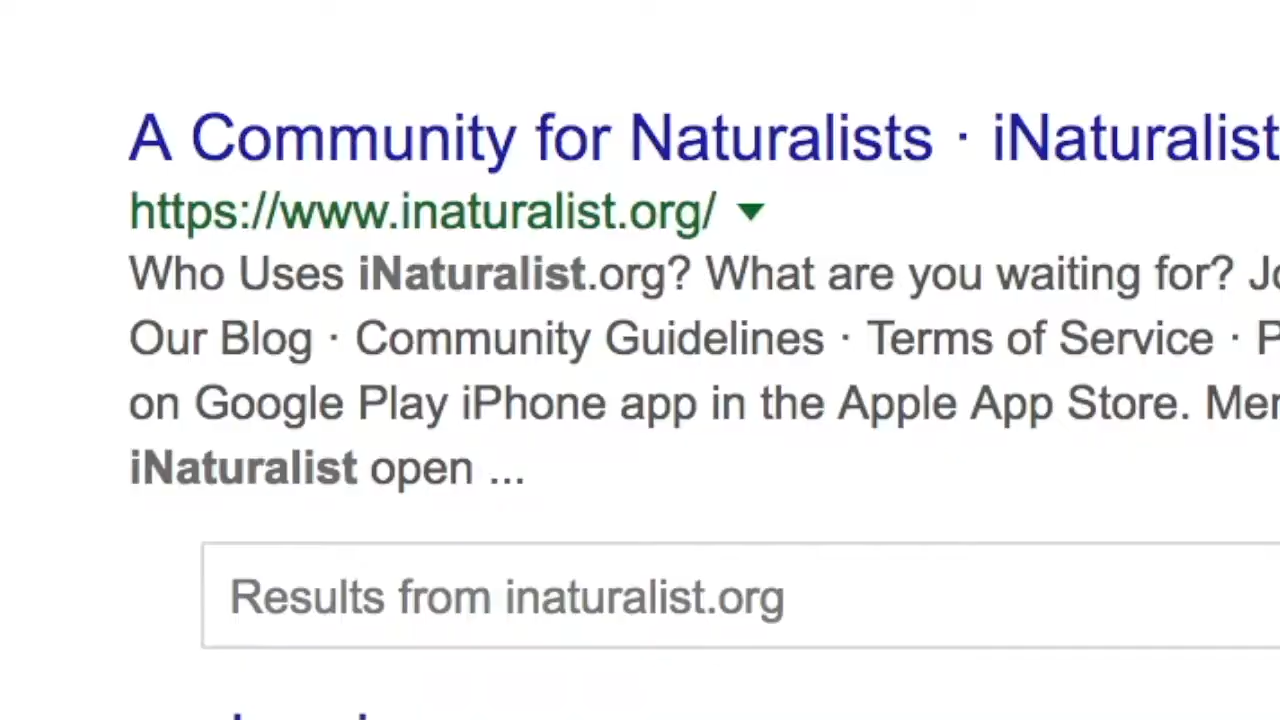 A Community for Naturalists · iNaturalist
https://www.inaturalist.org/
Who Uses iNaturalist.org? What are you waiting for?
Our Blog · Community Guidelines · Terms of Service ·
on Google Play iPhone app in the Apple App Store.
iNaturalist open ...
Results from inaturalist.org